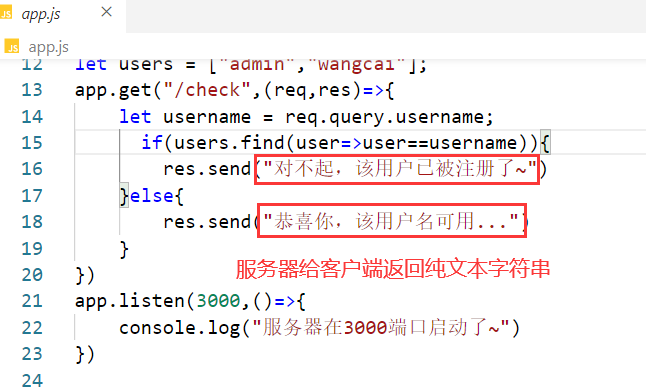 JS app.js ×
JS app.js
12 let users = ["admin","wangcai"];
13 app.get("/check",(req,res)=>{
14 let username = req.query.username;
15 if(users.find(user=>user==username)){
16 res.send("对不起，该用户已被注册了~")
17 }else{
18 res.send("恭喜你，该用户名可用...")
19 }
20 })
服务器给客户端返回纯文本字符串
21 app.listen(3000,()=>{
22 console.log("服务器在3000端口启动了~")
23 })
24